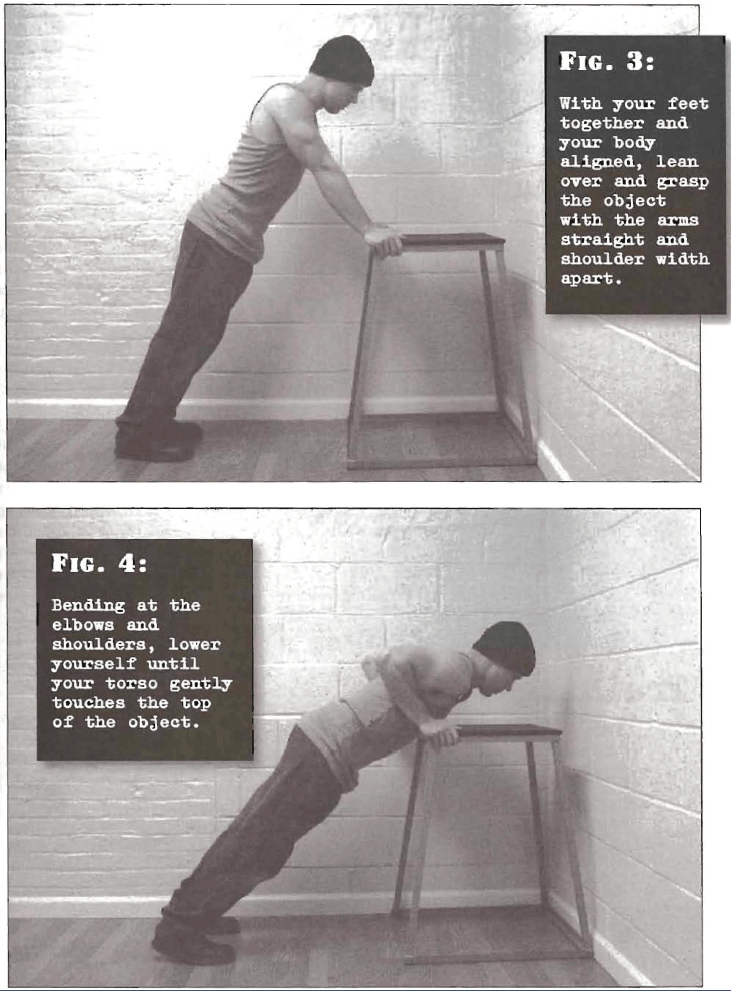 FIG. 3:
With your feet
together and
your body
aligned, lean
over and grasp
the object
with the arms
straight and
shoulder width
apart.
FIG. 4:
Bending at the
elbows and
shoulders, lower
yourself until
your torso gently
touches the top
of the object.